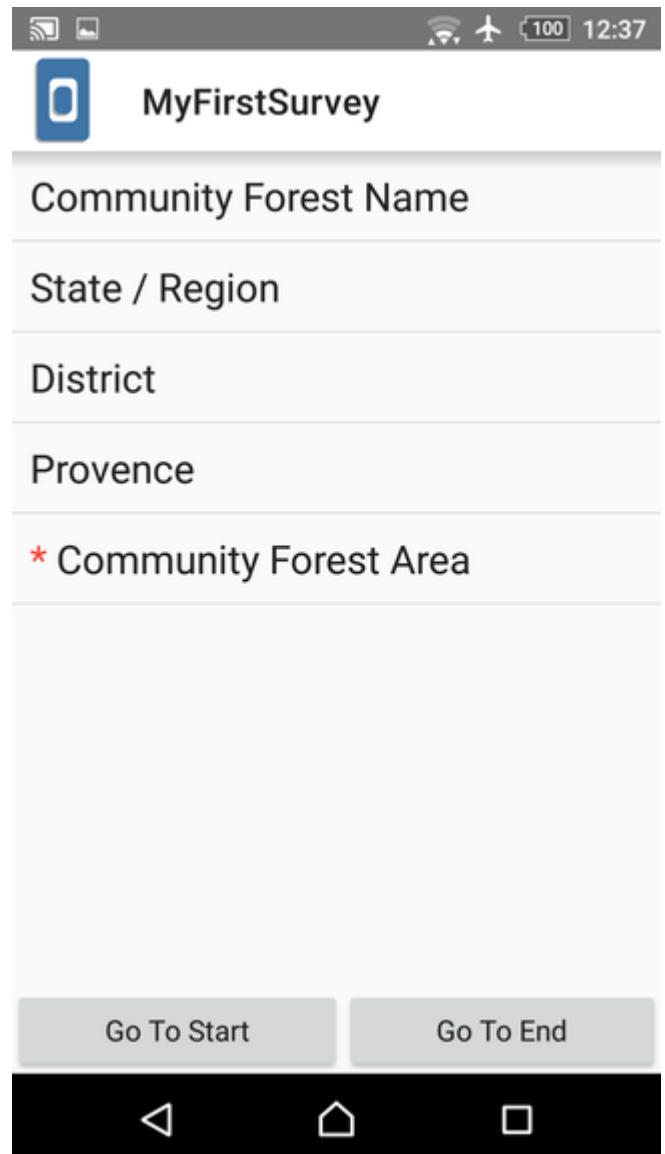 100 12:37
MyFirstSurvey
Community Forest Name
State / Region
District
Provence
* Community Forest Area
Go To Start Go To End